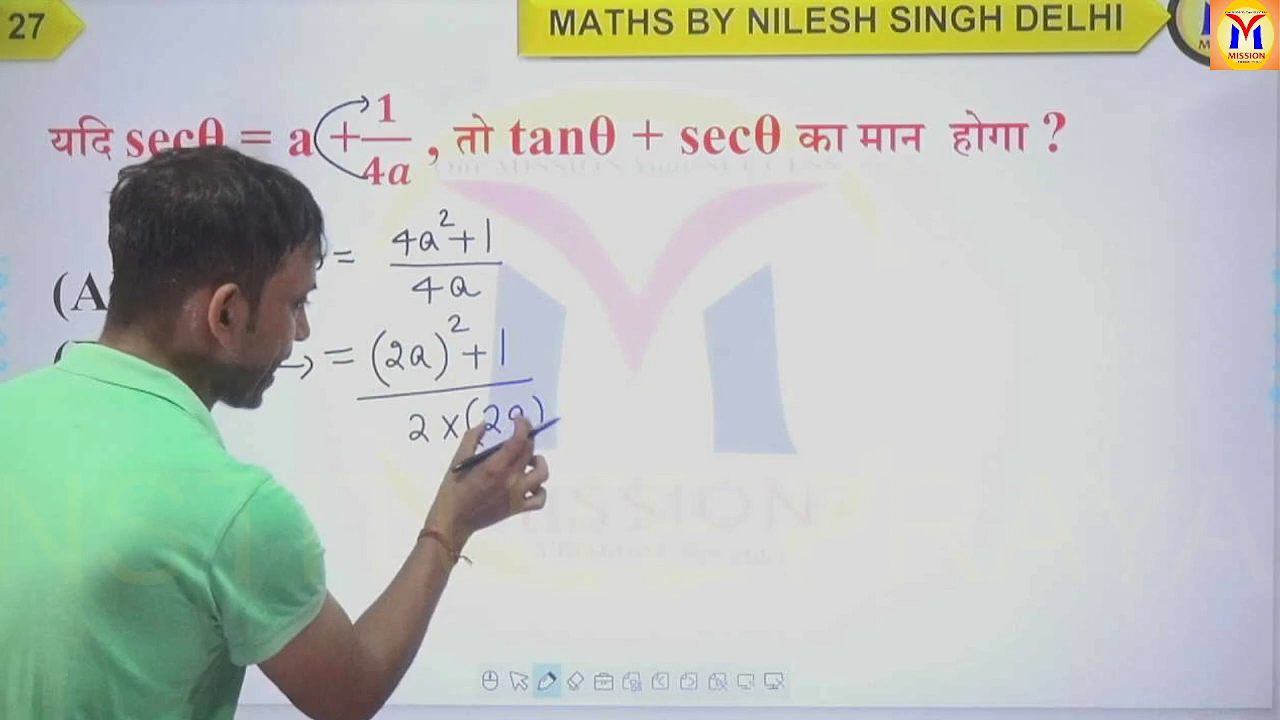 27
MATHS BY NILESH SINGH DELHI
MISSION
यदि secθ = a + 1/4a , तो tanθ + secθ का मान होगा ?
(A
= 4a² + 1 / 4a
→ = (2a)² + 1 / 2 × (2a)
MISSION